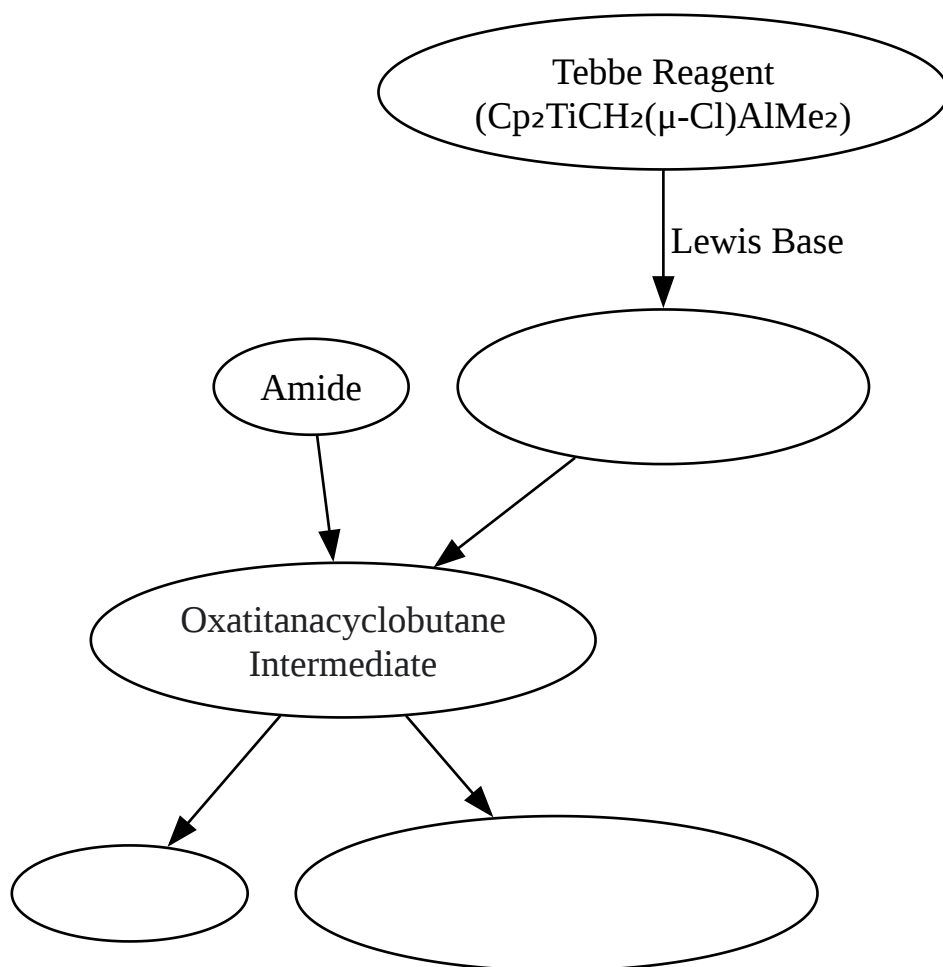 Tebbe Reagent
(Cp₂TiCH₂(μ-Cl)AlMe₂)
Lewis Base
Amide
Oxatitanacyclobutane
Intermediate